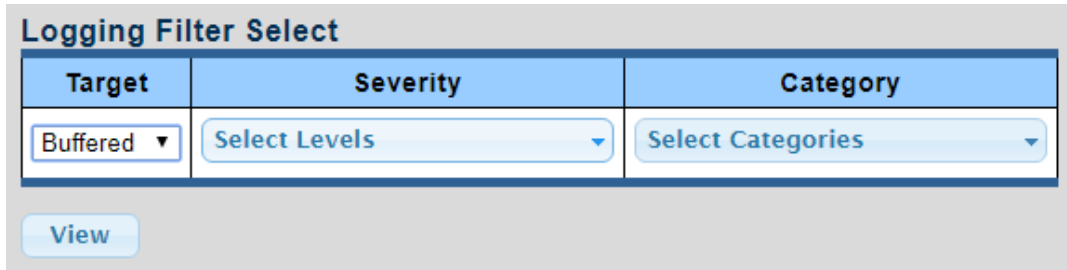 Logging Filter Select
Target Severity Category
Buffered Select Levels Select Categories
View